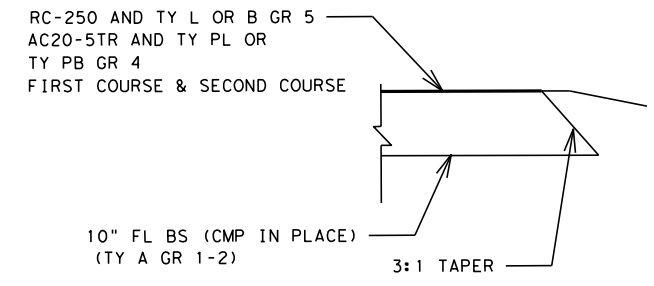 RC-250 AND TY L OR B GR 5
AC20-5TR AND TY PL OR
TY PB GR 4
FIRST COURSE & SECOND COURSE
10" FL BS (CMP IN PLACE)
(TY A GR 1-2)
3:1 TAPER